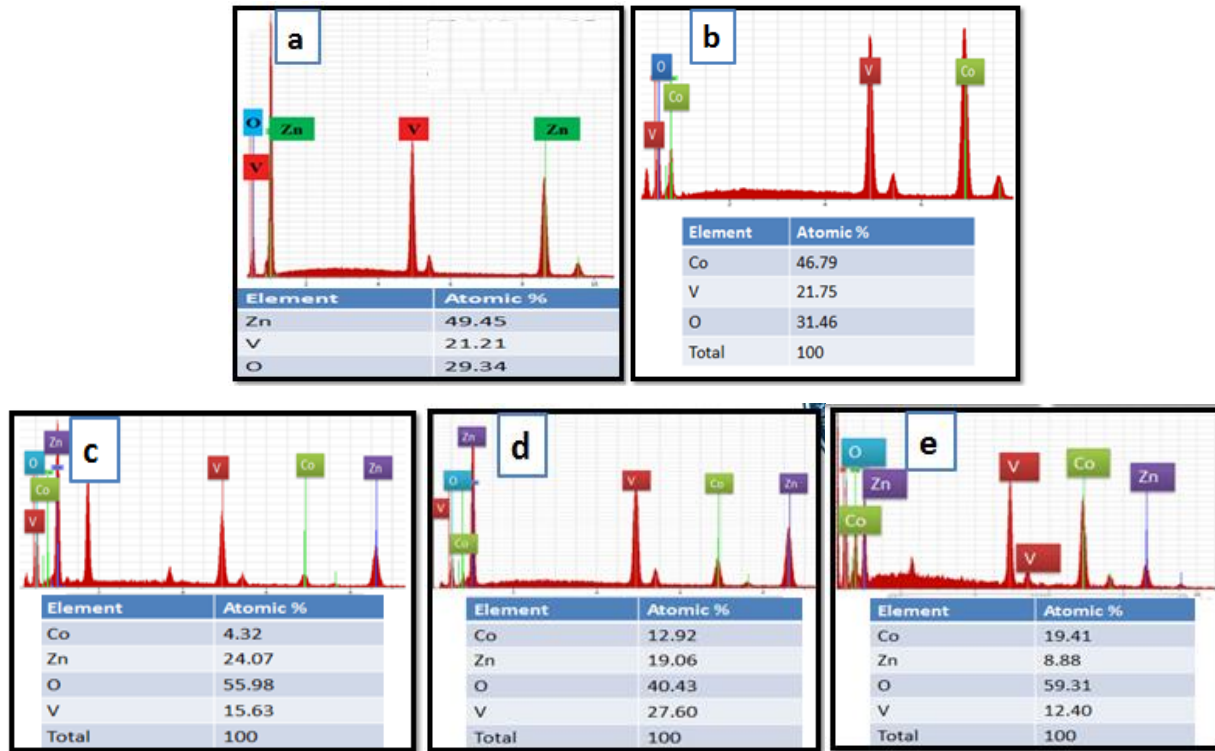 a
O
Zn
V
Zn
V
Element Atomic %
Zn 49.45
V 21.21
O 29.34
b
O
V
Co
Co
V
Element Atomic %
Co 46.79
V 21.75
O 31.46
Total 100
c
Zn
O
V
Co
Zn
Co
V
Element Atomic %
Co 4.32
Zn 24.07
O 55.98
V 15.63
Total 100
d
Zn
O
V
Co
Zn
V
Co
Element Atomic %
Co 12.92
Zn 19.06
O 40.43
V 27.60
Total 100
e
O
V
Co
Zn
Zn
Co
V
Element Atomic %
Co 19.41
Zn 8.88
O 59.31
V 12.40
Total 100